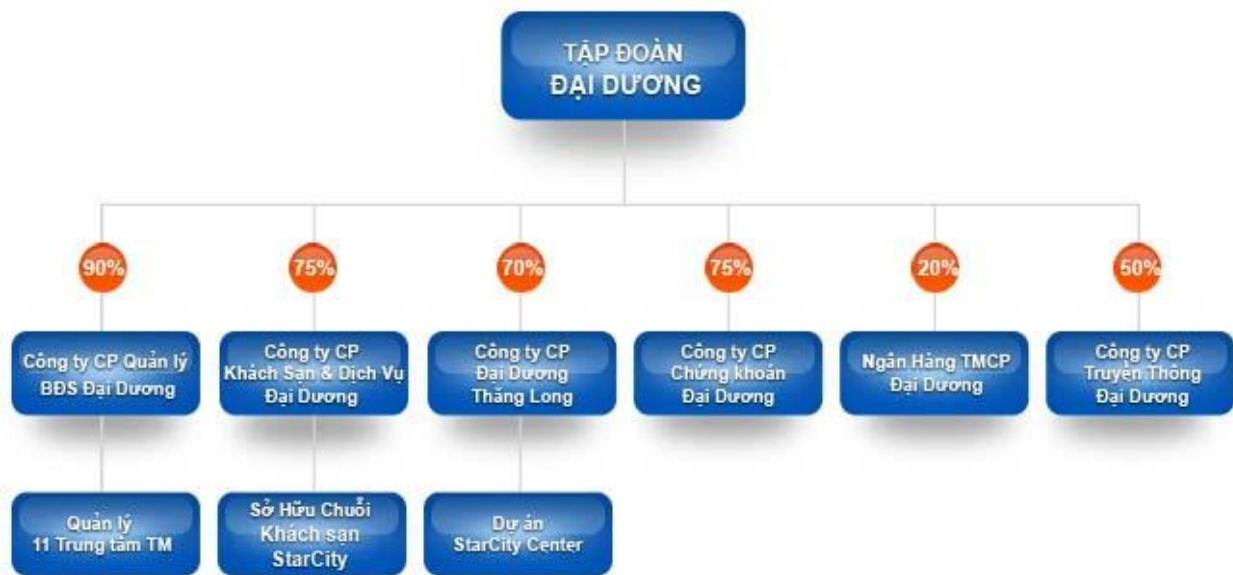 TẬP ĐOÀN
ĐẠI DƯƠNG
90%
75%
70%
75%
20%
50%
Công ty CP Quản lý
BĐS Đại Dương
Công ty CP
Khách Sạn & Dịch Vụ
Đại Dương
Công ty CP
Đại Dương
Thăng Long
Công ty CP
Chứng khoán
Đại Dương
Ngân Hàng TMCP
Đại Dương
Công ty CP
Truyền Thông
Đại Dương
Quản lý
11 Trung tâm TM
Sở Hữu Chuỗi
Khách sạn
StarCity
Dự án
StarCity Center